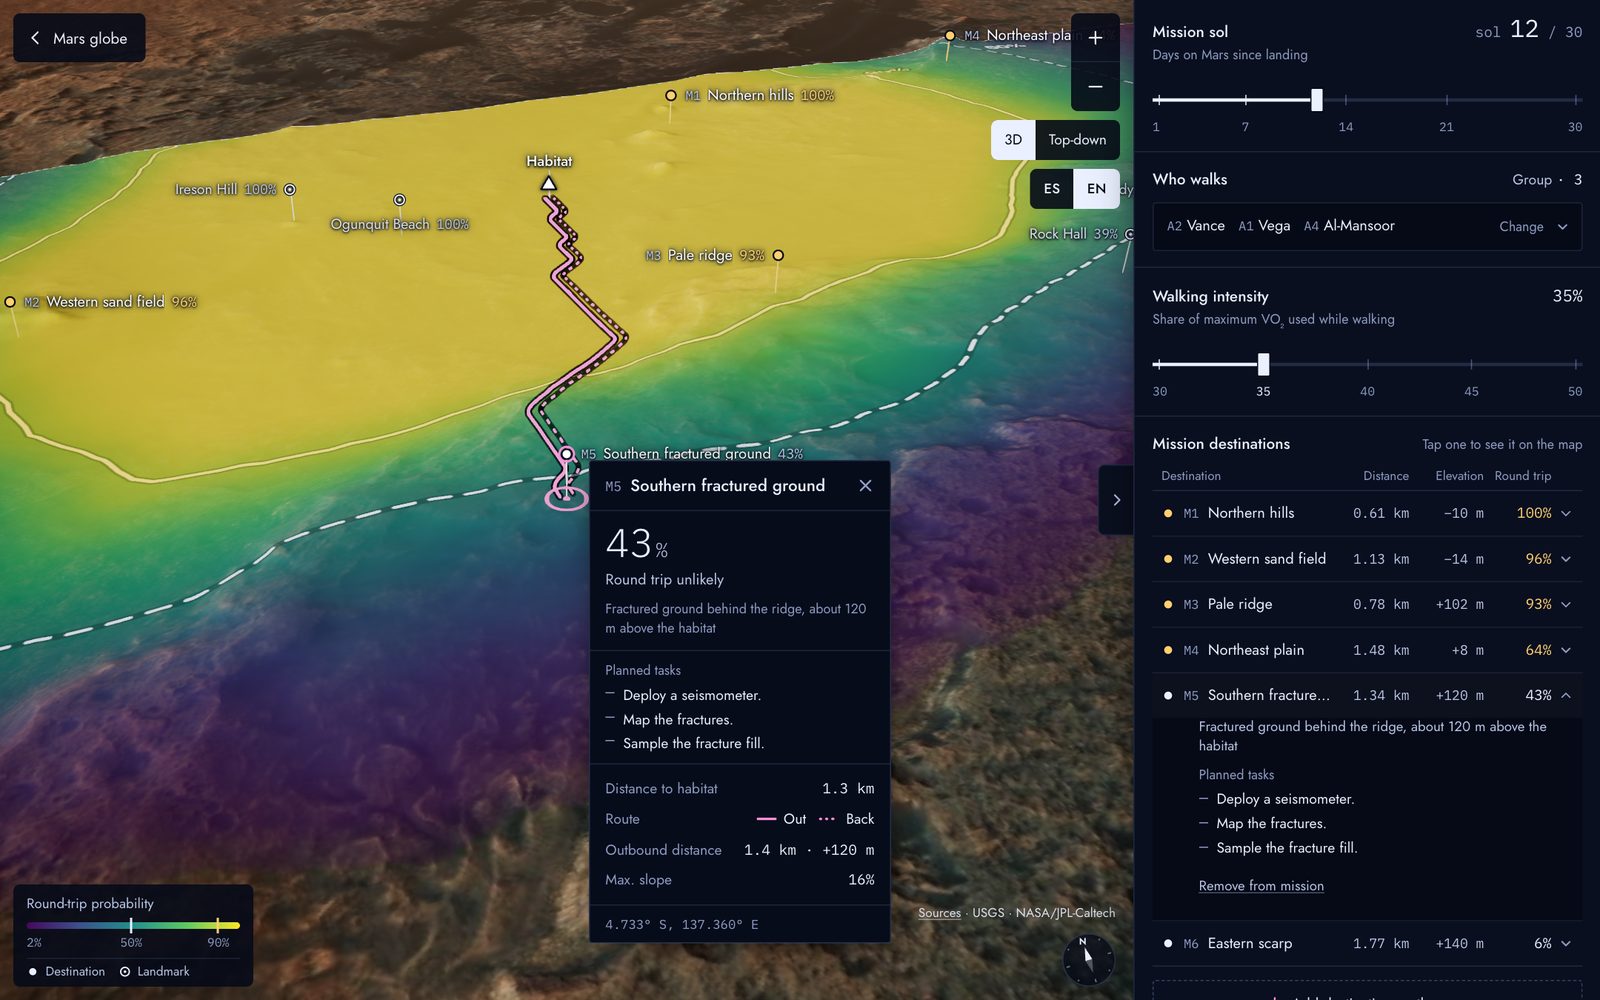 Mars globe
M4 Northeast pla
+
−
M1 Northern hills 100%
3D
Top-down
Habitat
Ireson Hill 100%
ES
EN
dy
Ogunquit Beach 100%
Rock Hall 39%
M3 Pale ridge 93%
M2 Western sand field 96%
M5 Southern fractured ground 43%
M5 Southern fractured ground
43%
Round trip unlikely
Fractured ground behind the ridge, about 120
m above the habitat
Planned tasks
— Deploy a seismometer.
— Map the fractures.
— Sample the fracture fill.
Distance to habitat 1.3 km
Route Out Back
Outbound distance 1.4 km · +120 m
Max. slope 16%
4.733° S, 137.360° E
Round-trip probability
2% 50% 90%
Destination Landmark
Sources · USGS · NASA/JPL-Caltech
N
Mission sol sol 12 / 30
Days on Mars since landing
1 7 14 21 30
Who walks Group · 3
A2 Vance A1 Vega A4 Al-Mansoor Change
Walking intensity 35%
Share of maximum VO₂ used while walking
30 35 40 45 50
Mission destinations Tap one to see it on the map
Destination Distance Elevation Round trip
M1 Northern hills 0.61 km −10 m 100%
M2 Western sand field 1.13 km −14 m 96%
M3 Pale ridge 0.78 km +102 m 93%
M4 Northeast plain 1.48 km +8 m 64%
M5 Southern fracture... 1.34 km +120 m 43%
Fractured ground behind the ridge, about 120 m above the
habitat
Planned tasks
— Deploy a seismometer.
— Map the fractures.
— Sample the fracture fill.
Remove from mission
M6 Eastern scarp 1.77 km +140 m 6%